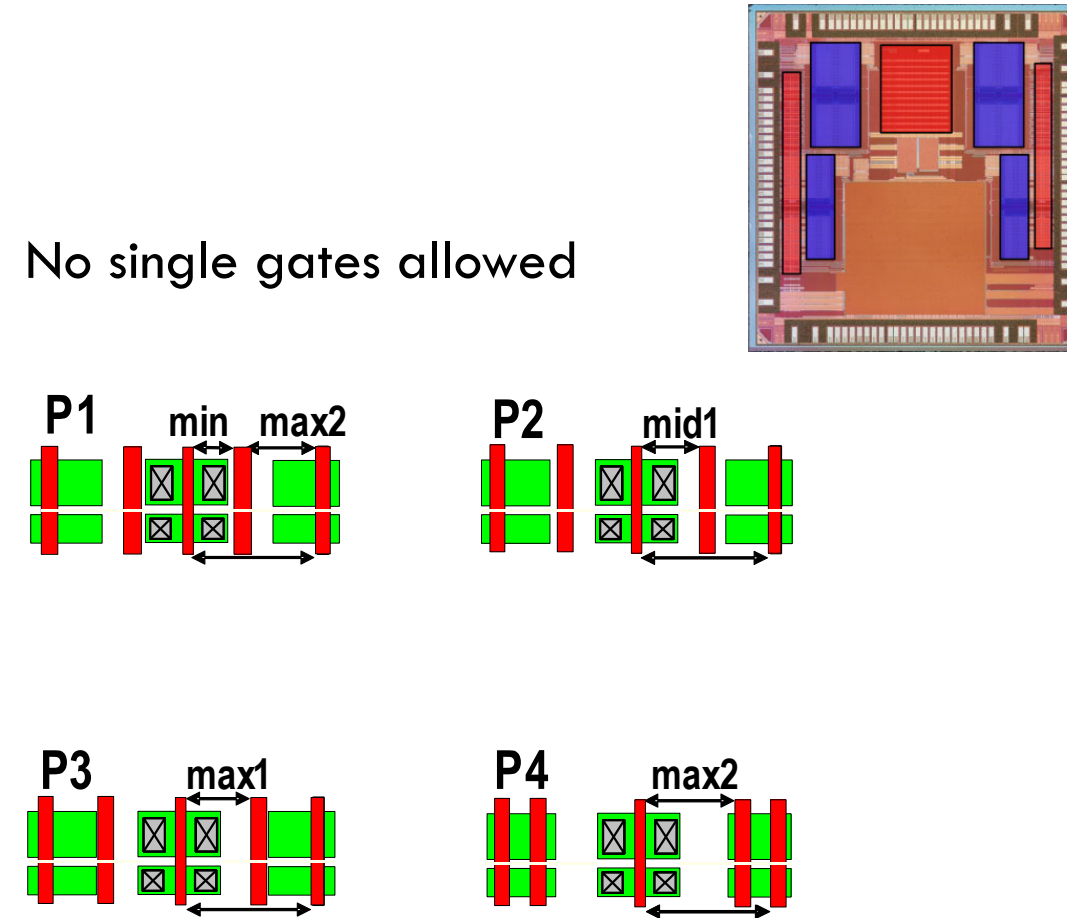 No single gates allowed
P1
min
max2
P2
mid1
P3
max1
P4
max2